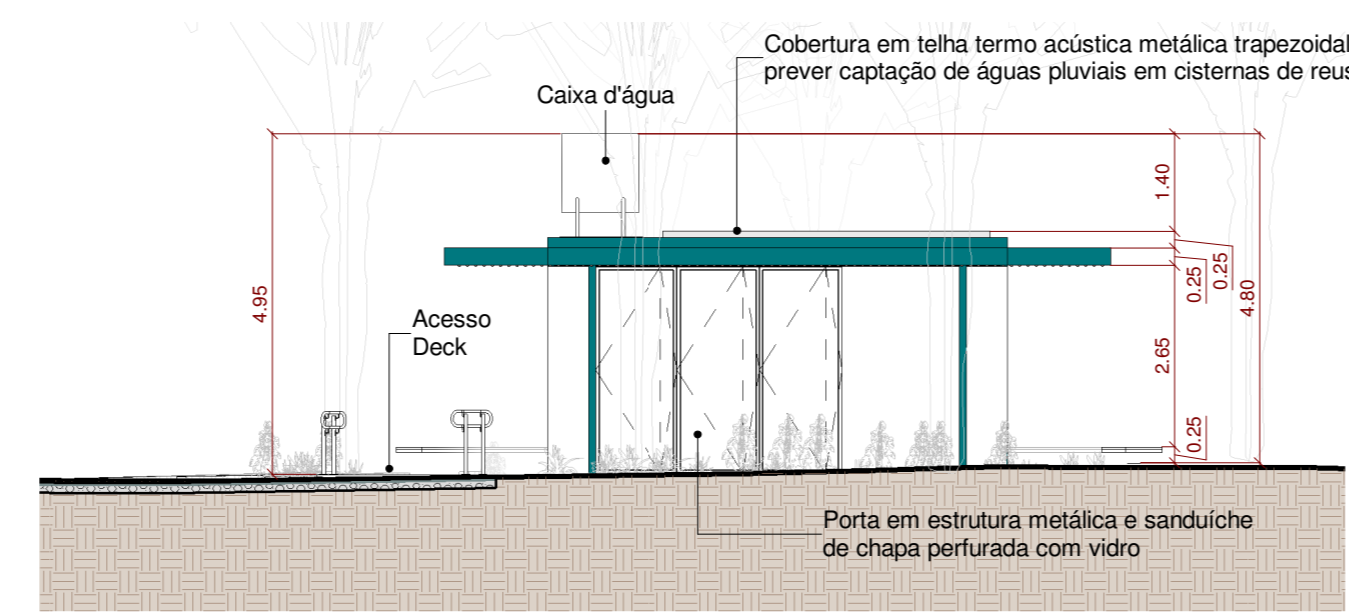 Cobertura em telha termo acústica metálica trapezoidal
prever captação de águas pluviais em cisternas de
Caixa d'água
1.40
0.25
0.25
4.80
4.95
Acesso
Deck
2.65
0.25
Porta em estrutura metálica e sanduíche
de chapa perfurada com vidro